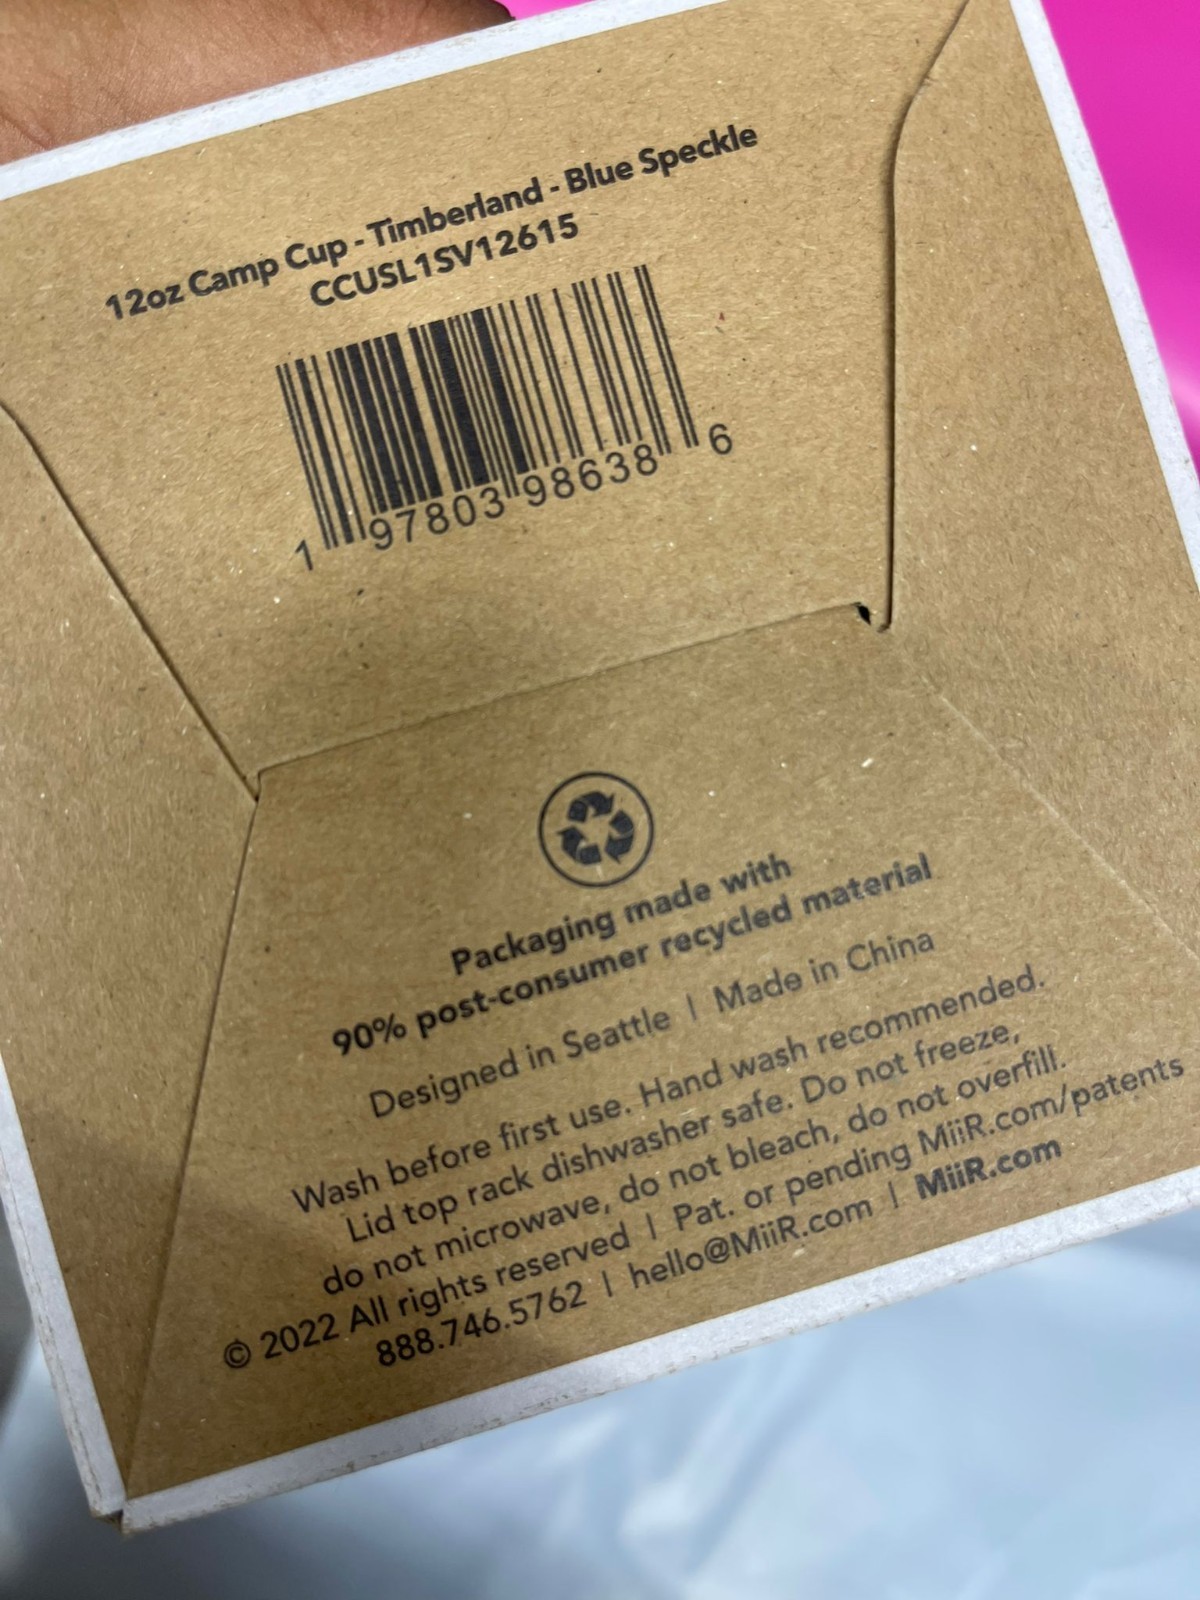 12oz Camp Cup - Timberland - Blue Speckle
CCUSL1SV12615
1 97803 98638 6
Packaging made with
90% post-consumer recycled material
Designed in Seattle | Made in China
Wash before first use. Hand wash recommended.
Lid top rack dishwasher safe. Do not freeze,
do not microwave, do not bleach, do not overfill.
© 2022 All rights reserved | Pat. or pending MiiR.com/patents
888.746.5762 | hello@MiiR.com | MiiR.com